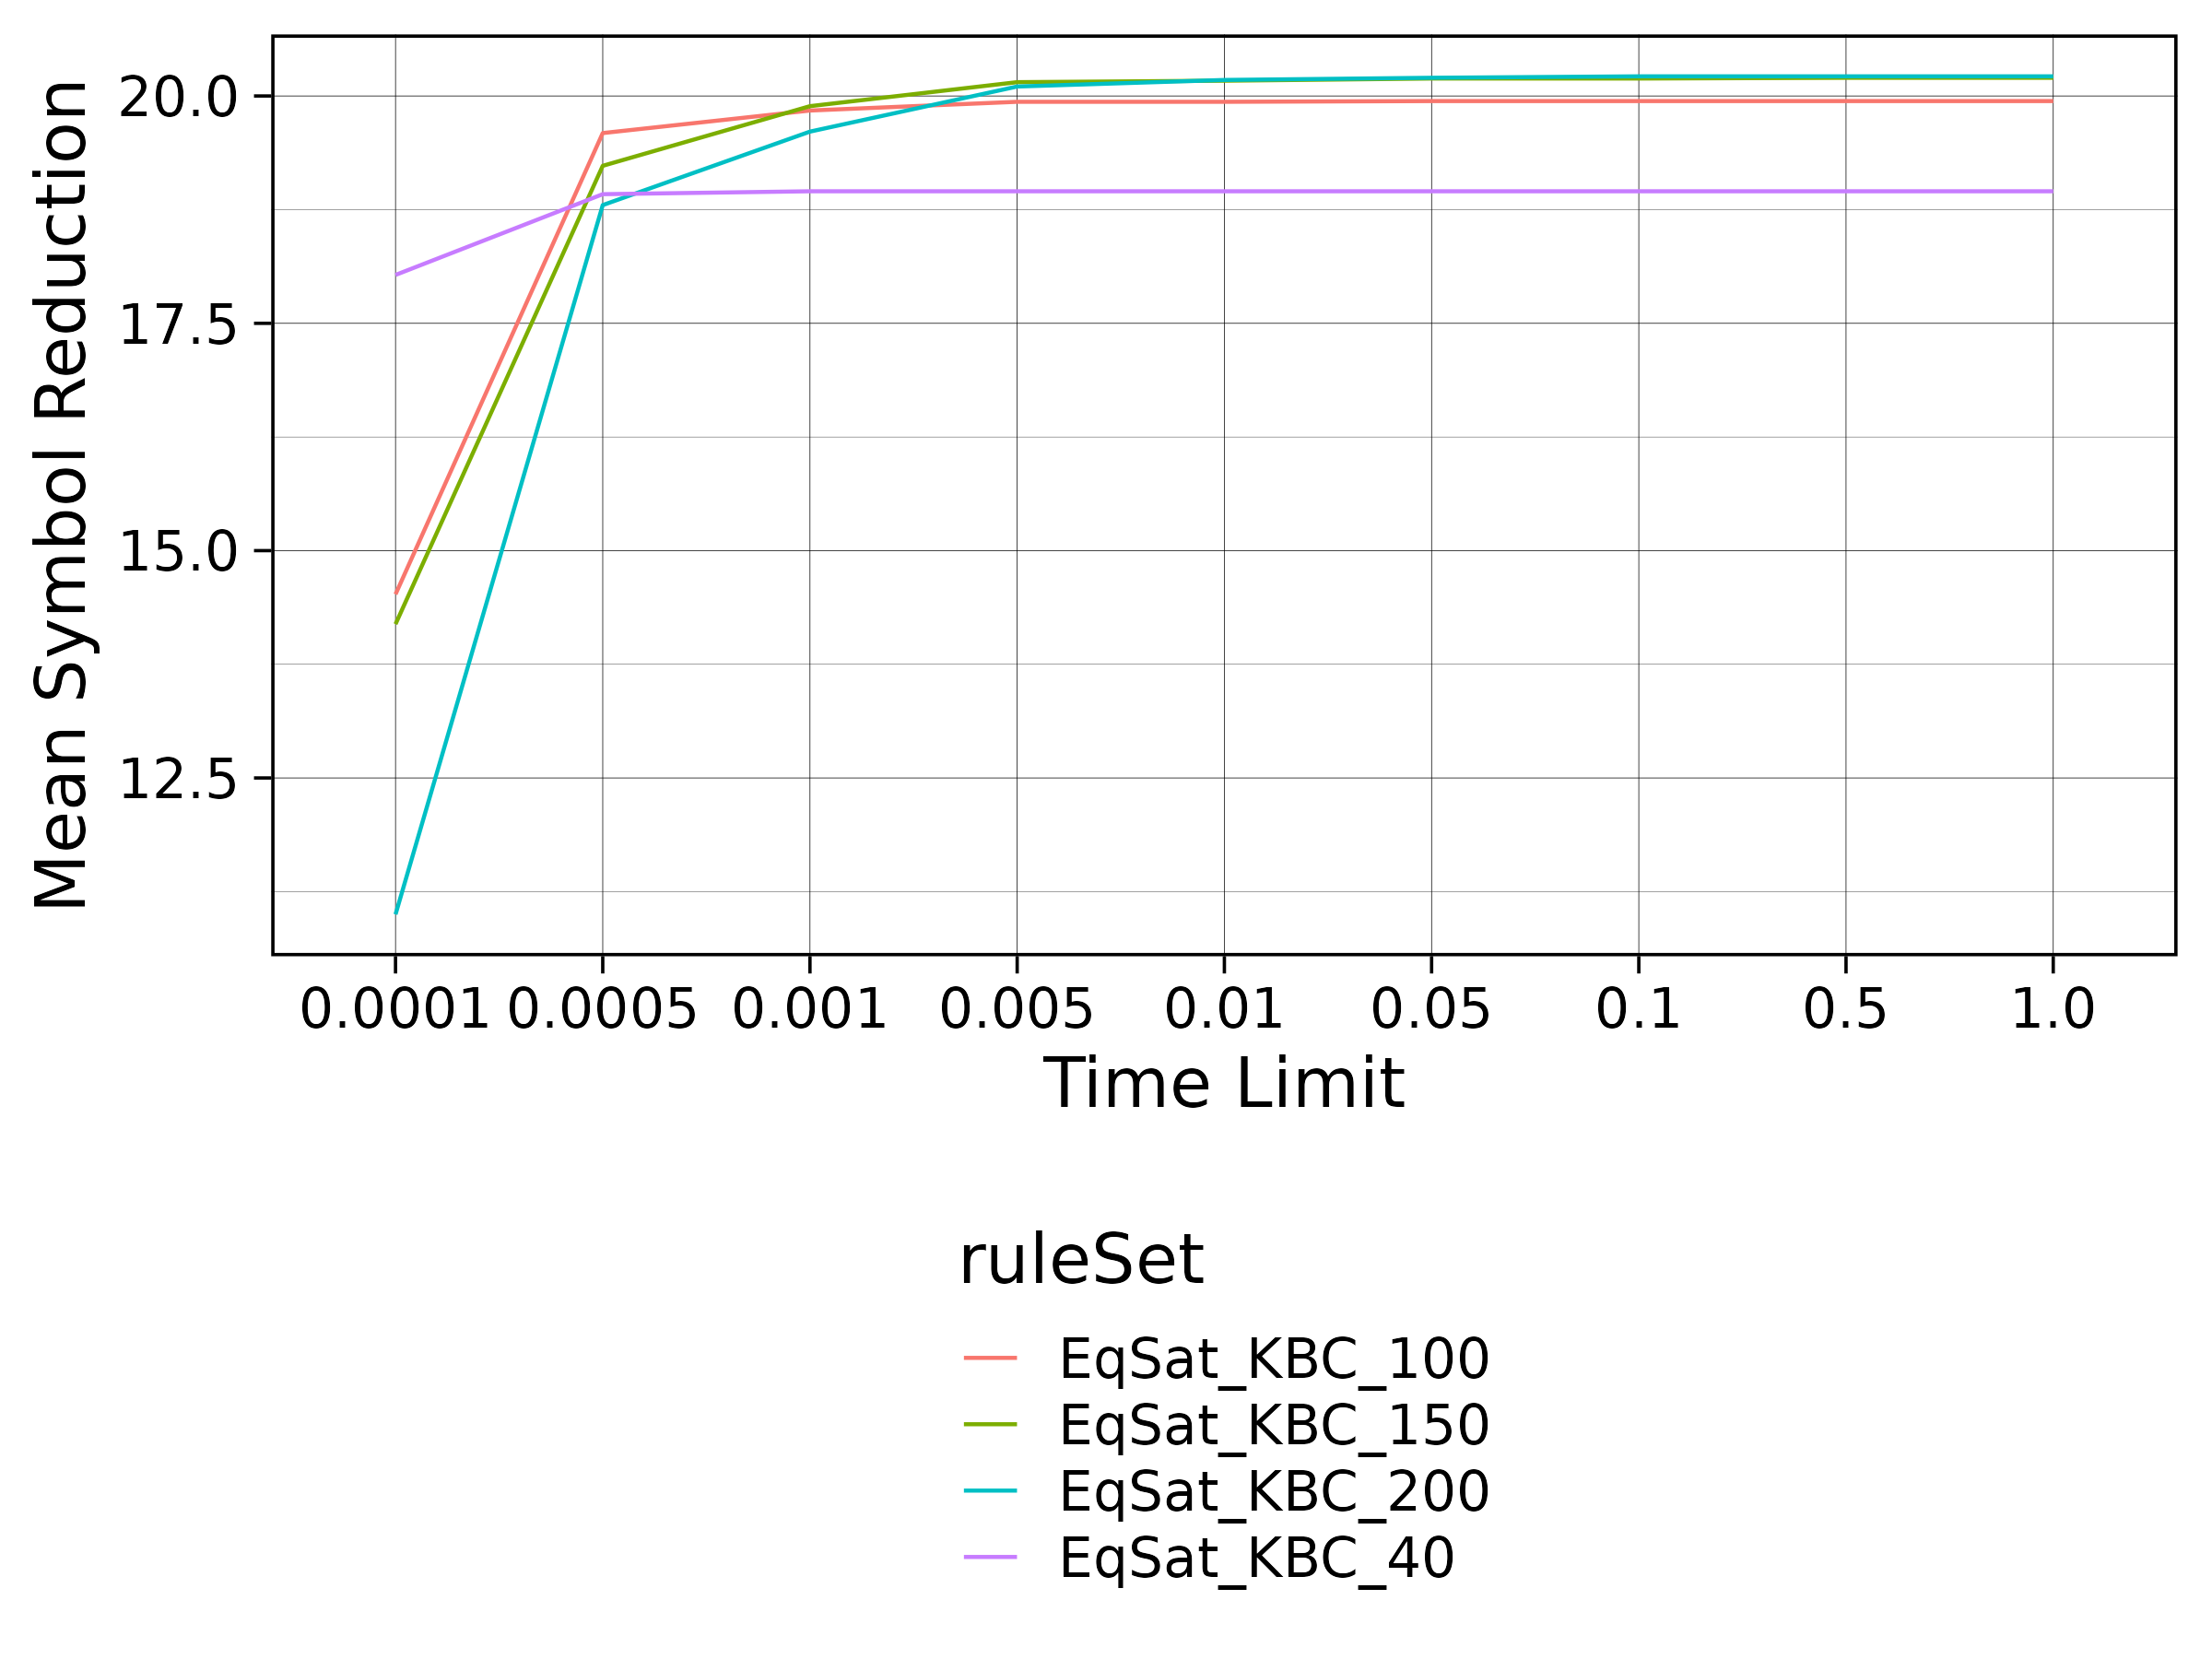 Mean Symbol Reduction
20.0
17.5
15.0
12.5
0.0001 0.0005 0.001 0.005 0.01 0.05 0.1 0.5 1.0
Time Limit
ruleSet
EqSat_KBC_100
EqSat_KBC_150
EqSat_KBC_200
EqSat_KBC_40